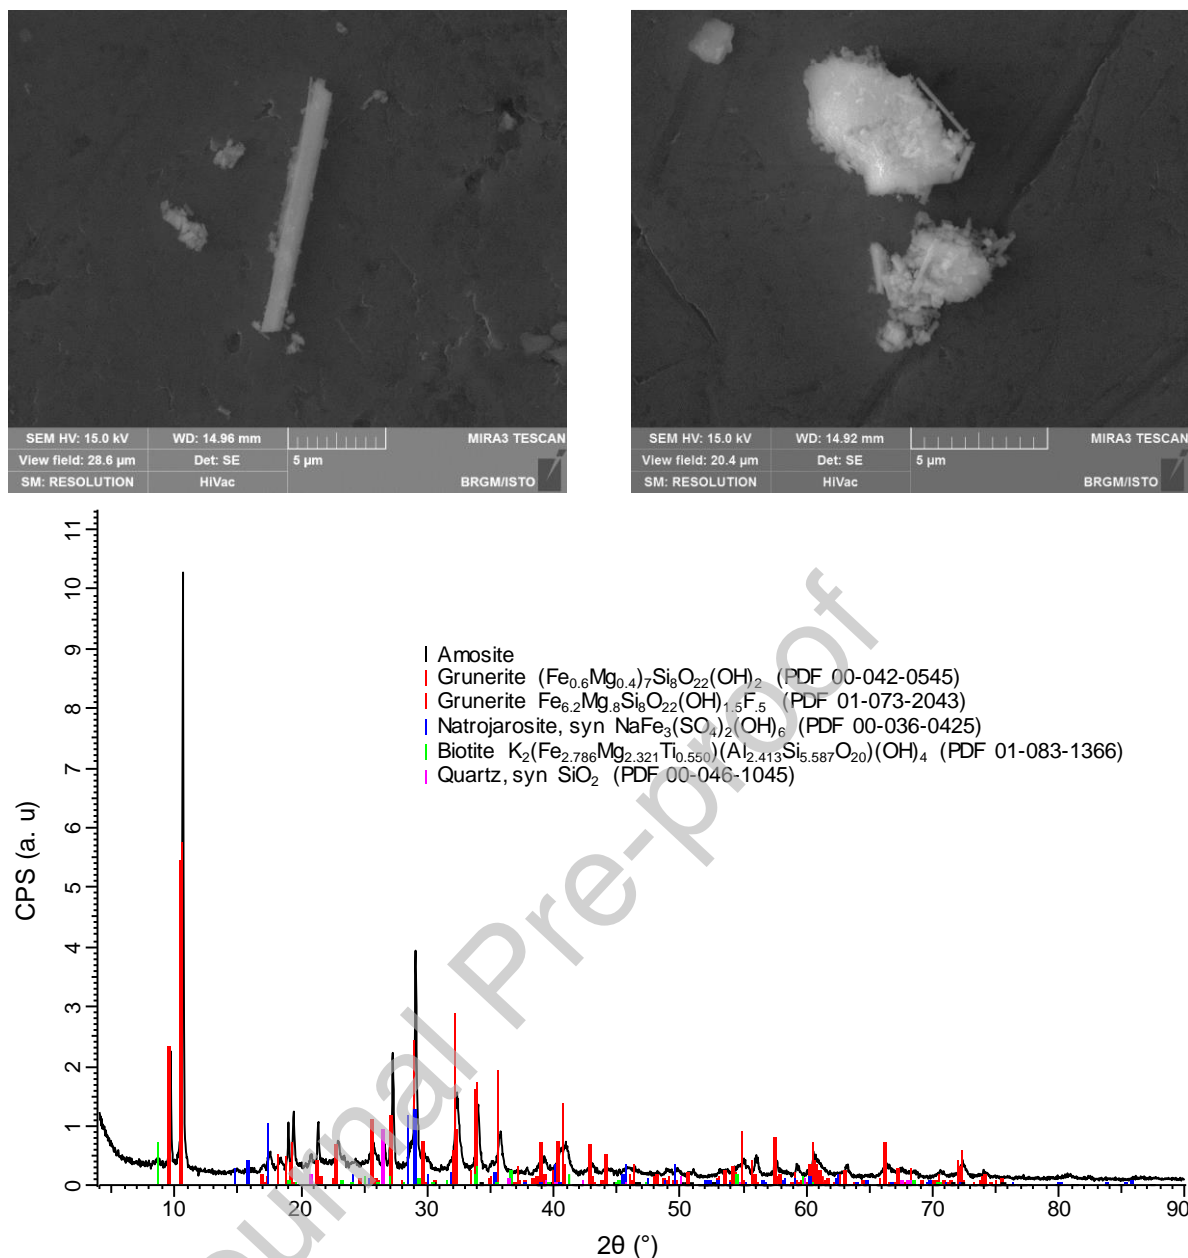 SEM HV: 15.0 kV WD: 14.96 mm MIRA3 TESCAN
View field: 28.6 µm Det: SE 5 µm
SM: RESOLUTION HiVac BRGM/ISTO
SEM HV: 15.0 kV WD: 14.92 mm MIRA3 TESCAN
View field: 20.4 µm Det: SE 5 µm
SM: RESOLUTION HiVac BRGM/ISTO
11
10
9
8
7
6
5
4
3
2
1
0
CPS (a. u)
Amosite
Grunerite (Fe0.6Mg0.4)7Si8O22(OH)2 (PDF 00-042-0545)
Grunerite Fe6.2Mg.8Si8O22(OH)1.5F.5 (PDF 01-073-2043)
Natrojarosite, syn NaFe3(SO4)2(OH)6 (PDF 00-036-0425)
Biotite K2(Fe2.786Mg2.321Ti0.550)(Al2.413Si5.587O20)(OH)4 (PDF 01-083-1366)
Quartz, syn SiO2 (PDF 00-046-1045)
10 20 30 40 50 60 70 80 90
2θ (°)
Journal Pre-proof